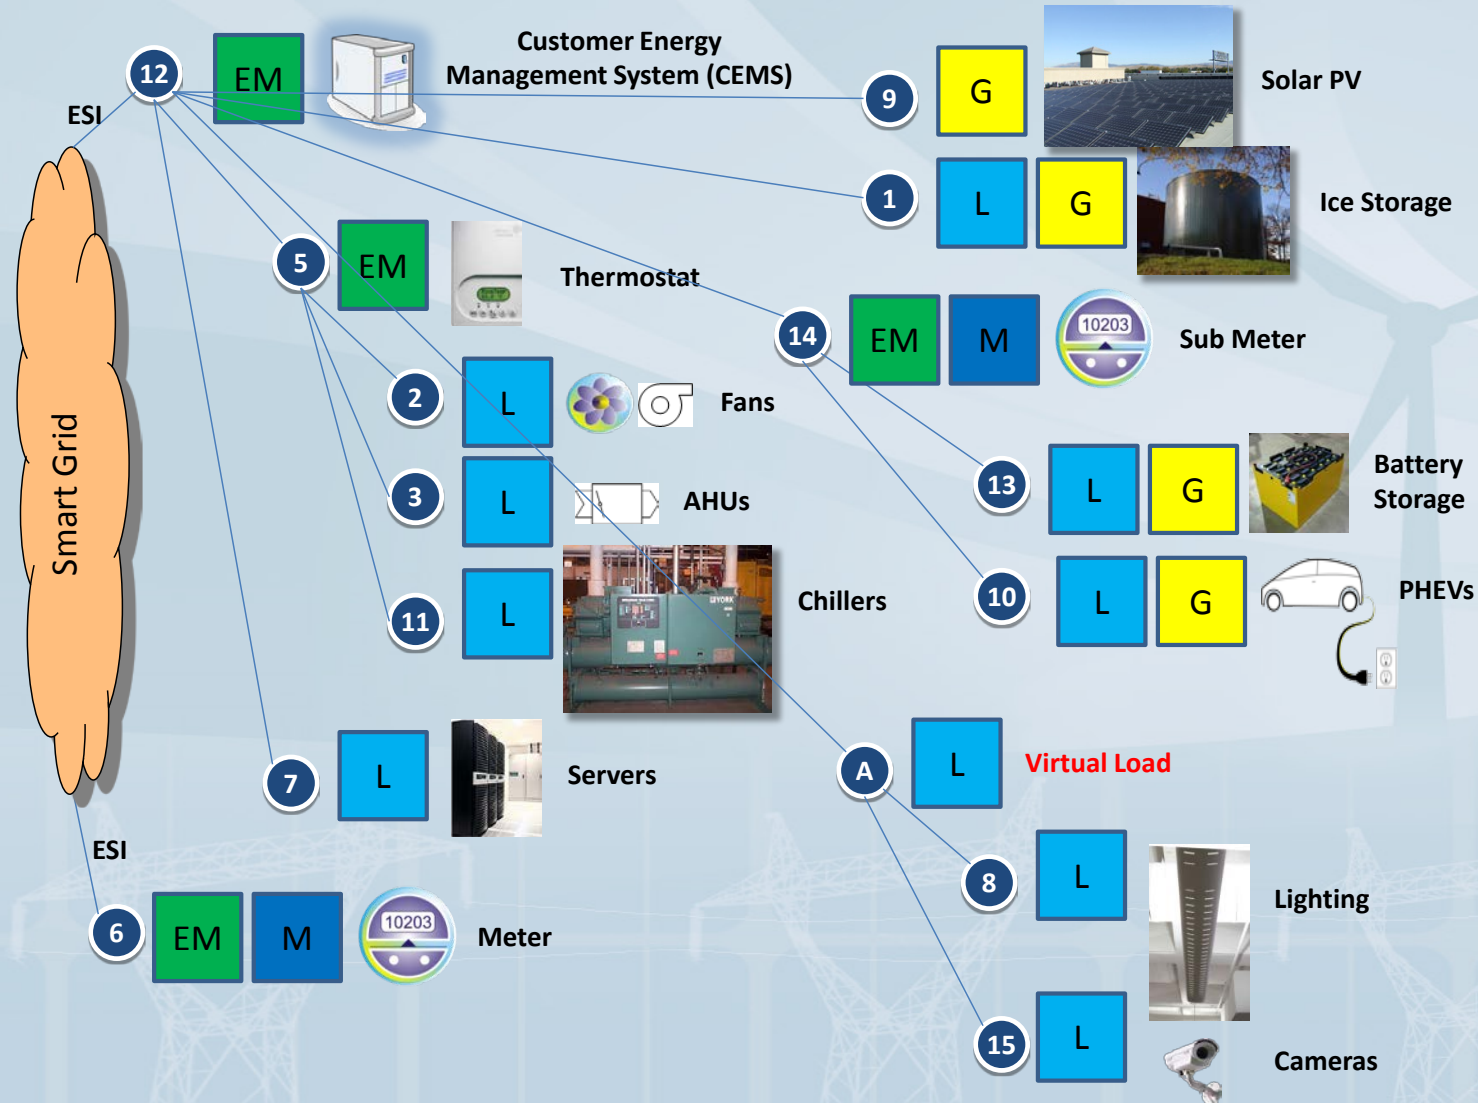 12
EM
Customer Energy
Management System (CEMS)
ESI
9
G
Solar PV
1
L
G
Ice Storage
5
EM
Thermostat
14
EM
M
10203
Sub Meter
2
L
Fans
Smart Grid
3
L
AHUs
13
L
G
Battery
Storage
11
L
YORK
Chillers
10
L
G
PHEVs
7
L
Servers
A
L
Virtual Load
ESI
8
L
Lighting
6
EM
M
10203
Meter
15
L
Cameras